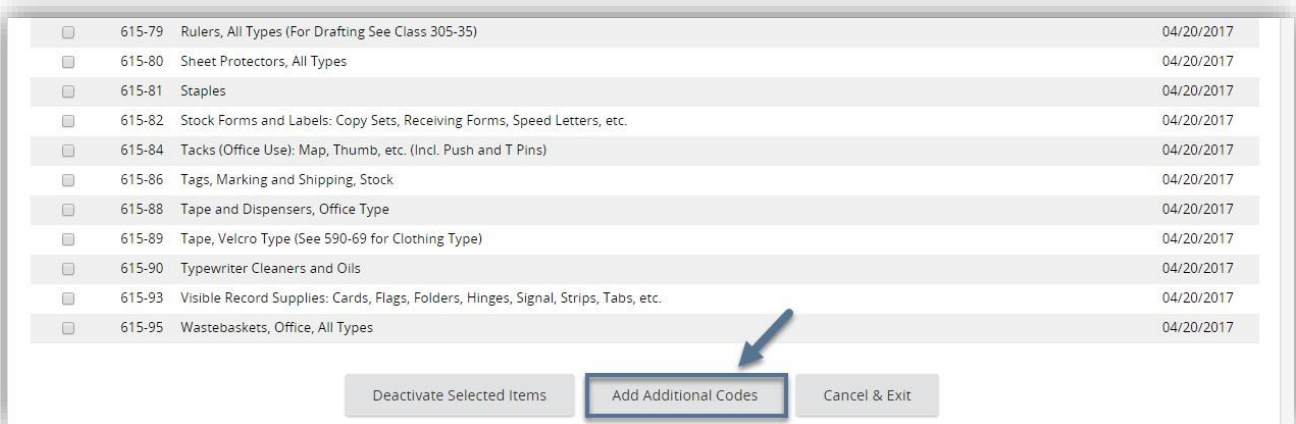 615-79 Rulers, All Types (For Drafting See Class 305-35) 04/20/2017
615-80 Sheet Protectors, All Types 04/20/2017
615-81 Staples 04/20/2017
615-82 Stock Forms and Labels: Copy Sets, Receiving Forms, Speed Letters, etc. 04/20/2017
615-84 Tacks (Office Use): Map, Thumb, etc. (Incl. Push and T Pins) 04/20/2017
615-86 Tags, Marking and Shipping, Stock 04/20/2017
615-88 Tape and Dispensers, Office Type 04/20/2017
615-89 Tape, Velcro Type (See 590-69 for Clothing Type) 04/20/2017
615-90 Typewriter Cleaners and Oils 04/20/2017
615-93 Visible Record Supplies: Cards, Flags, Folders, Hinges, Signal, Strips, Tabs, etc. 04/20/2017
615-95 Wastebaskets, Office, All Types 04/20/2017
Deactivate Selected Items Add Additional Codes Cancel & Exit